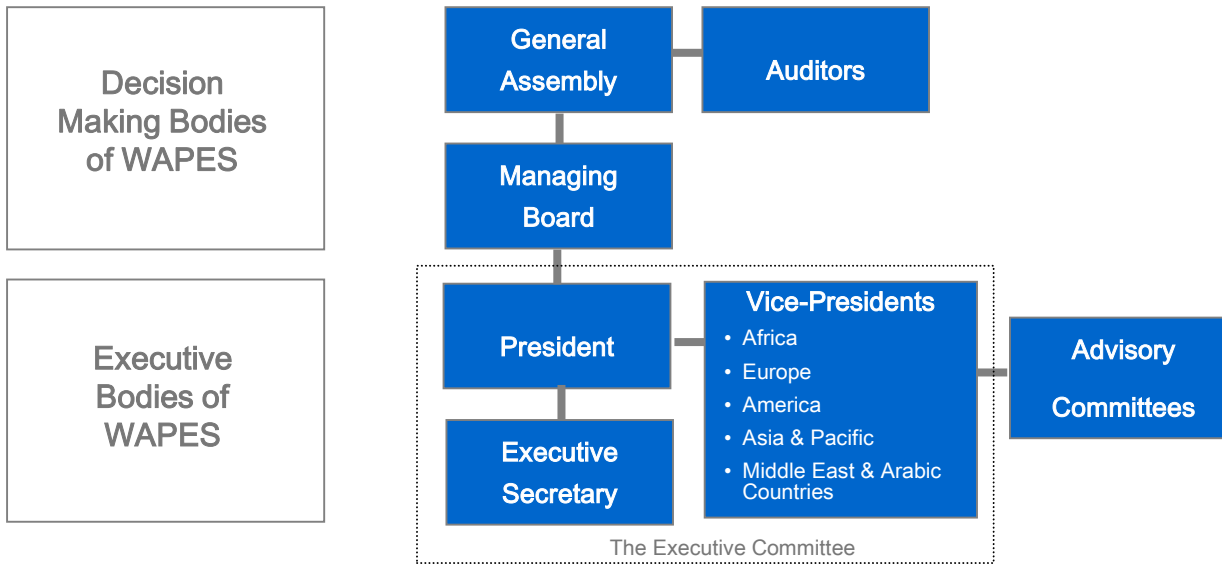 Decision
Making Bodies
of WAPES
General
Assembly
Auditors
Managing
Board
Executive
Bodies of
WAPES
President
Executive
Secretary
Vice-Presidents
• Africa
• Europe
• America
• Asia & Pacific
• Middle East & Arabic
Countries
Advisory
Committees
The Executive Committee